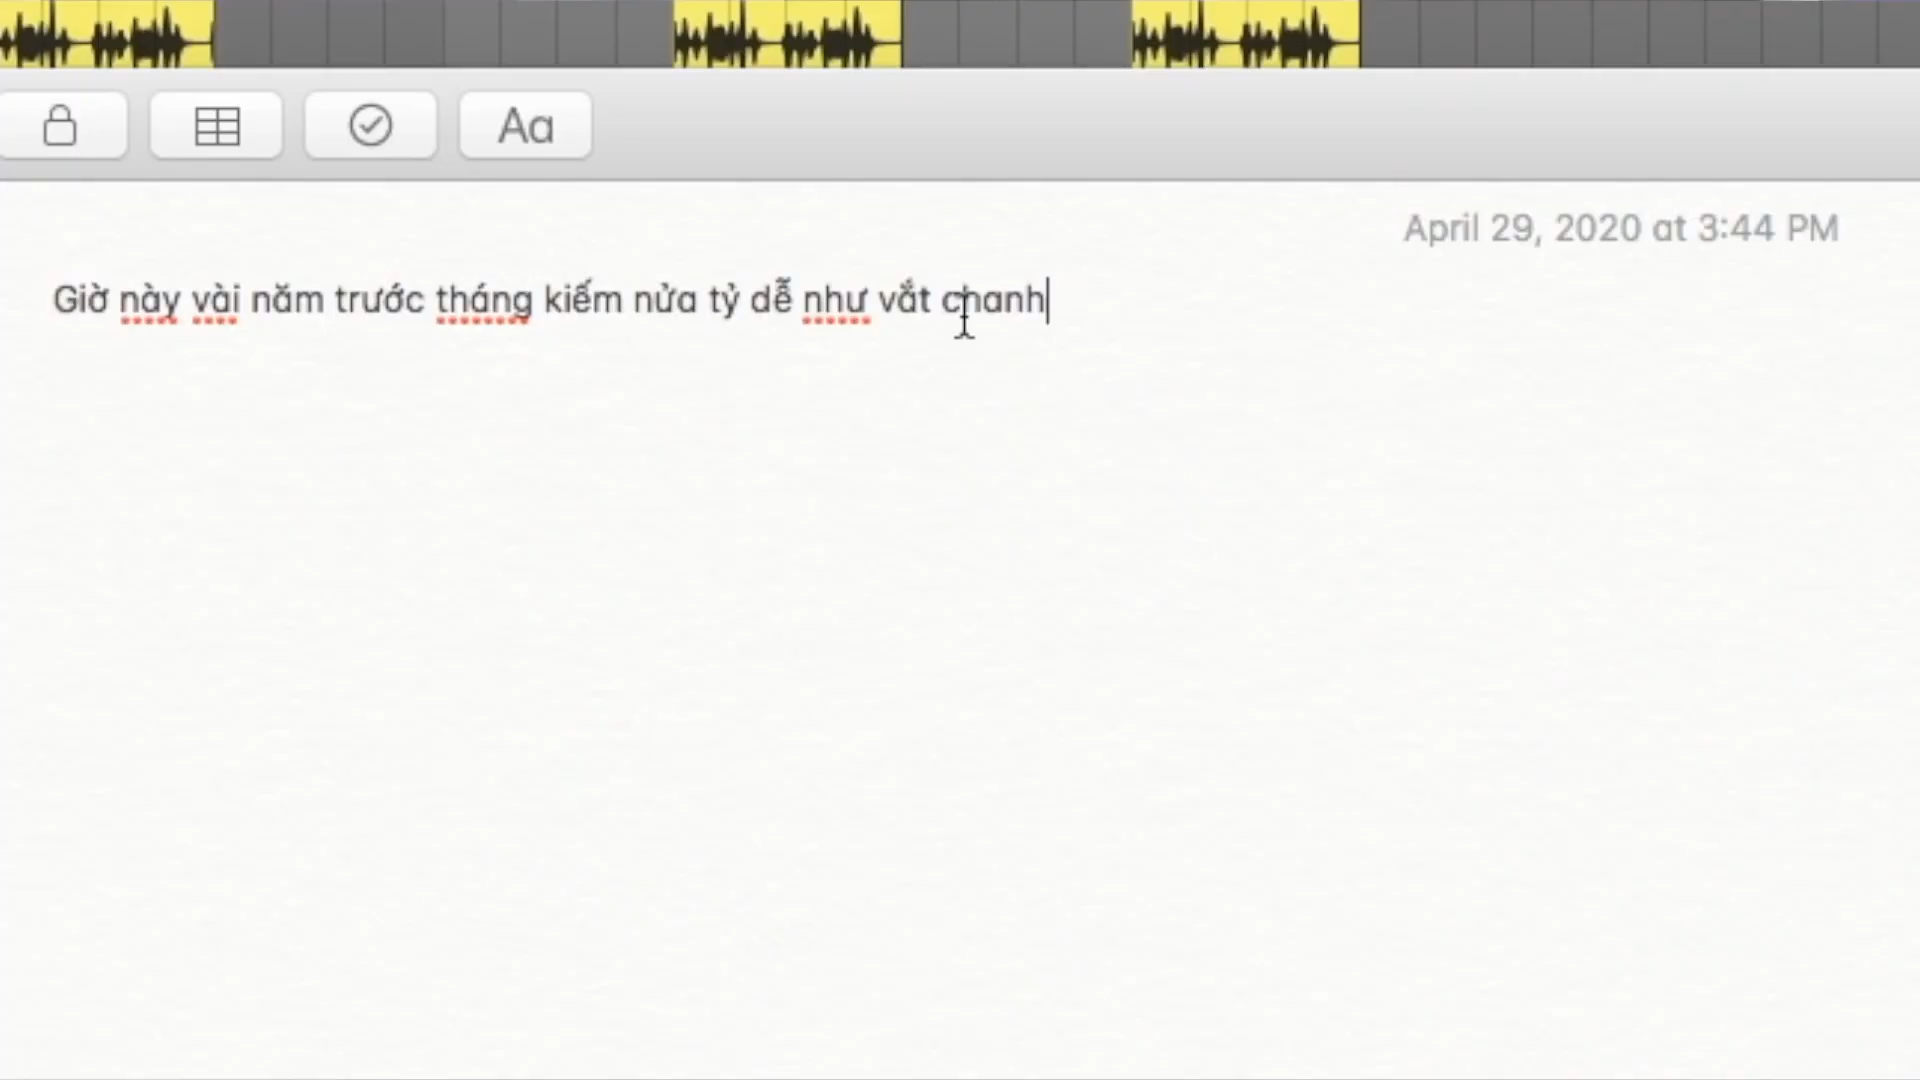 Aa
April 29, 2020 at 3:44 PM
Giờ này vài năm trước tháng kiếm nửa tỷ dễ như vắt chanh